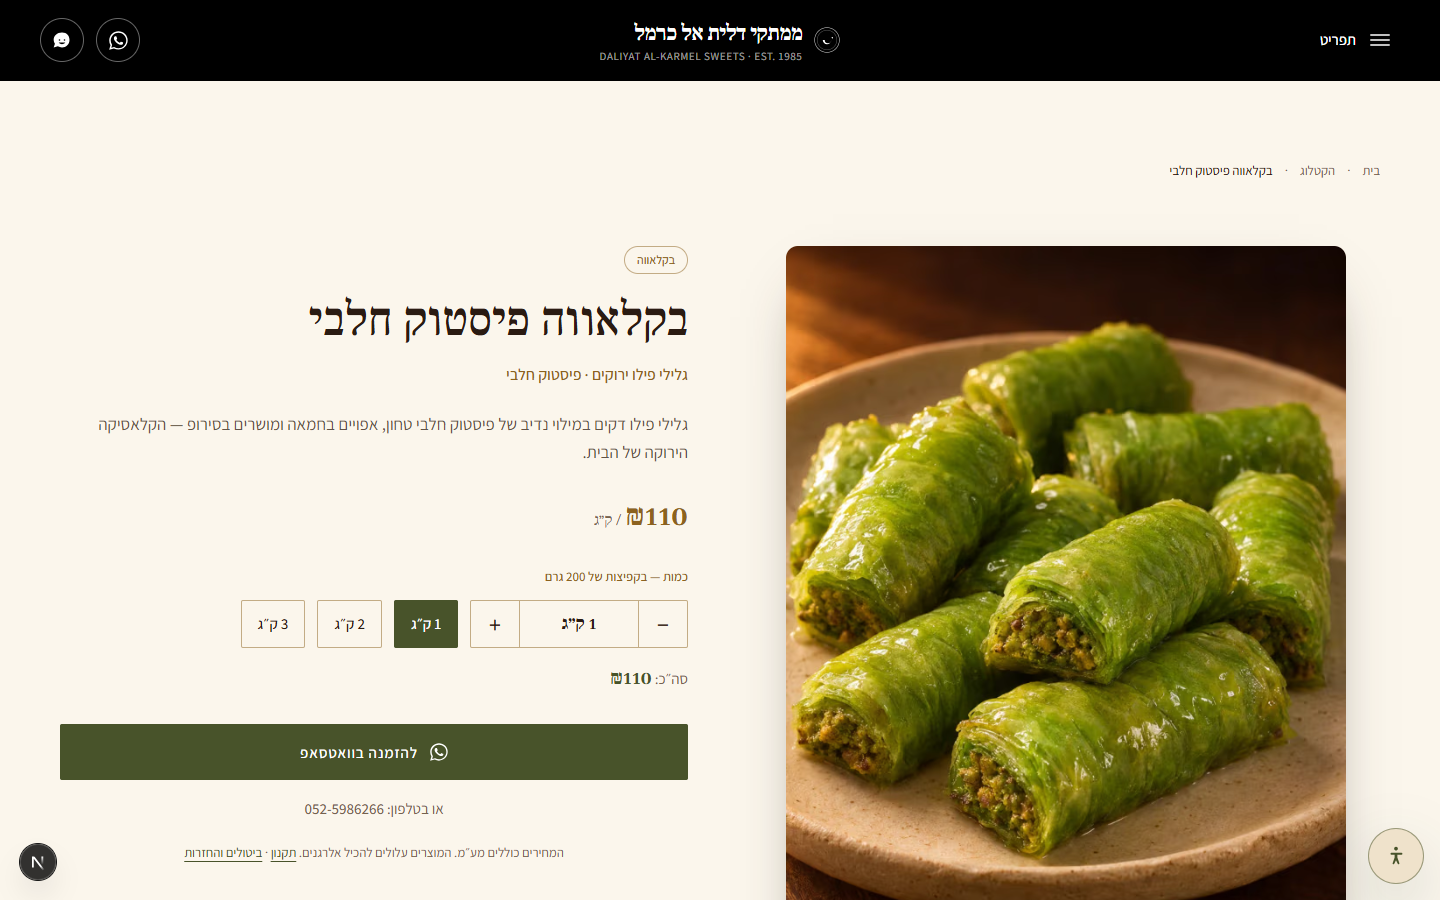 תפריט
ממתקי דלית אל כרמל
DALIYAT AL-KARMEL SWEETS · EST. 1985
בית · הקטלוג · בקלאווה פיסטוק חלבי
בקלאווה
בקלאווה פיסטוק חלבי
גלילי פילו ירוקים · פיסטוק חלבי
גלילי פילו דקים במילוי נדיב של פיסטוק חלבי טחון, אפויים בחמאה ומושרים בסירופ — הקלאסיקה
הירוקה של הבית.
₪110 / ק״ג
כמות — בקפיצות של 200 גרם
− 1 ק״ג + 1 ק״ג 2 ק״ג 3 ק״ג
סה״כ: ₪110
להזמנה בוואטסאפ
או בטלפון: 052-5986266
המחירים כוללים מע״מ. המוצרים עלולים להכיל אלרגנים. תקנון · ביטולים והחזרות
N